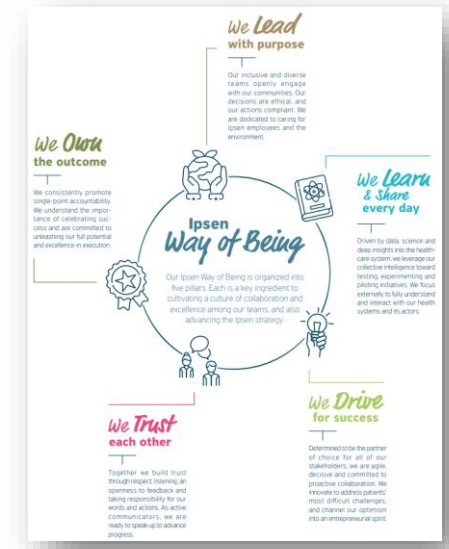 We Lead
with purpose
Our inclusive and diverse
teams openly engage
with our communities. Our
decisions are ethical, and
our actions compliant. We
are dedicated to caring for
Ipsen employees and the
environment.
We Own
the outcome
We consistently promote
single-point accountability.
We understand the impor-
tance of celebrating suc-
cess and are committed to
unleashing our full potential
and excellence in execution.
We Learn
& Share
every day
Driven by data, science and
deep insights into the health-
care system, we leverage our
collective intelligence toward
testing, experimenting and
piloting initiatives. We focus
externally to fully understand
and interact with our health
systems and its actors.
Ipsen
Way of Being
Our Ipsen Way of Being is organized into
five pillars. Each is a key ingredient to
cultivating a culture of collaboration and
excellence among our teams, and also
advancing the Ipsen strategy.
We Trust
each other
Together we build trust
through respect, listening, an
openness to feedback and
taking responsibility for our
words and actions. As active
communicators, we are
ready to speak up to advance
progress.
We Drive
for success
Determined to be the partner
of choice for all of our
stakeholders, we are agile,
decisive and committed to
proactive collaboration. We
innovate to address patients'
most difficult challenges,
and channel our optimism
into an entrepreneurial spirit.